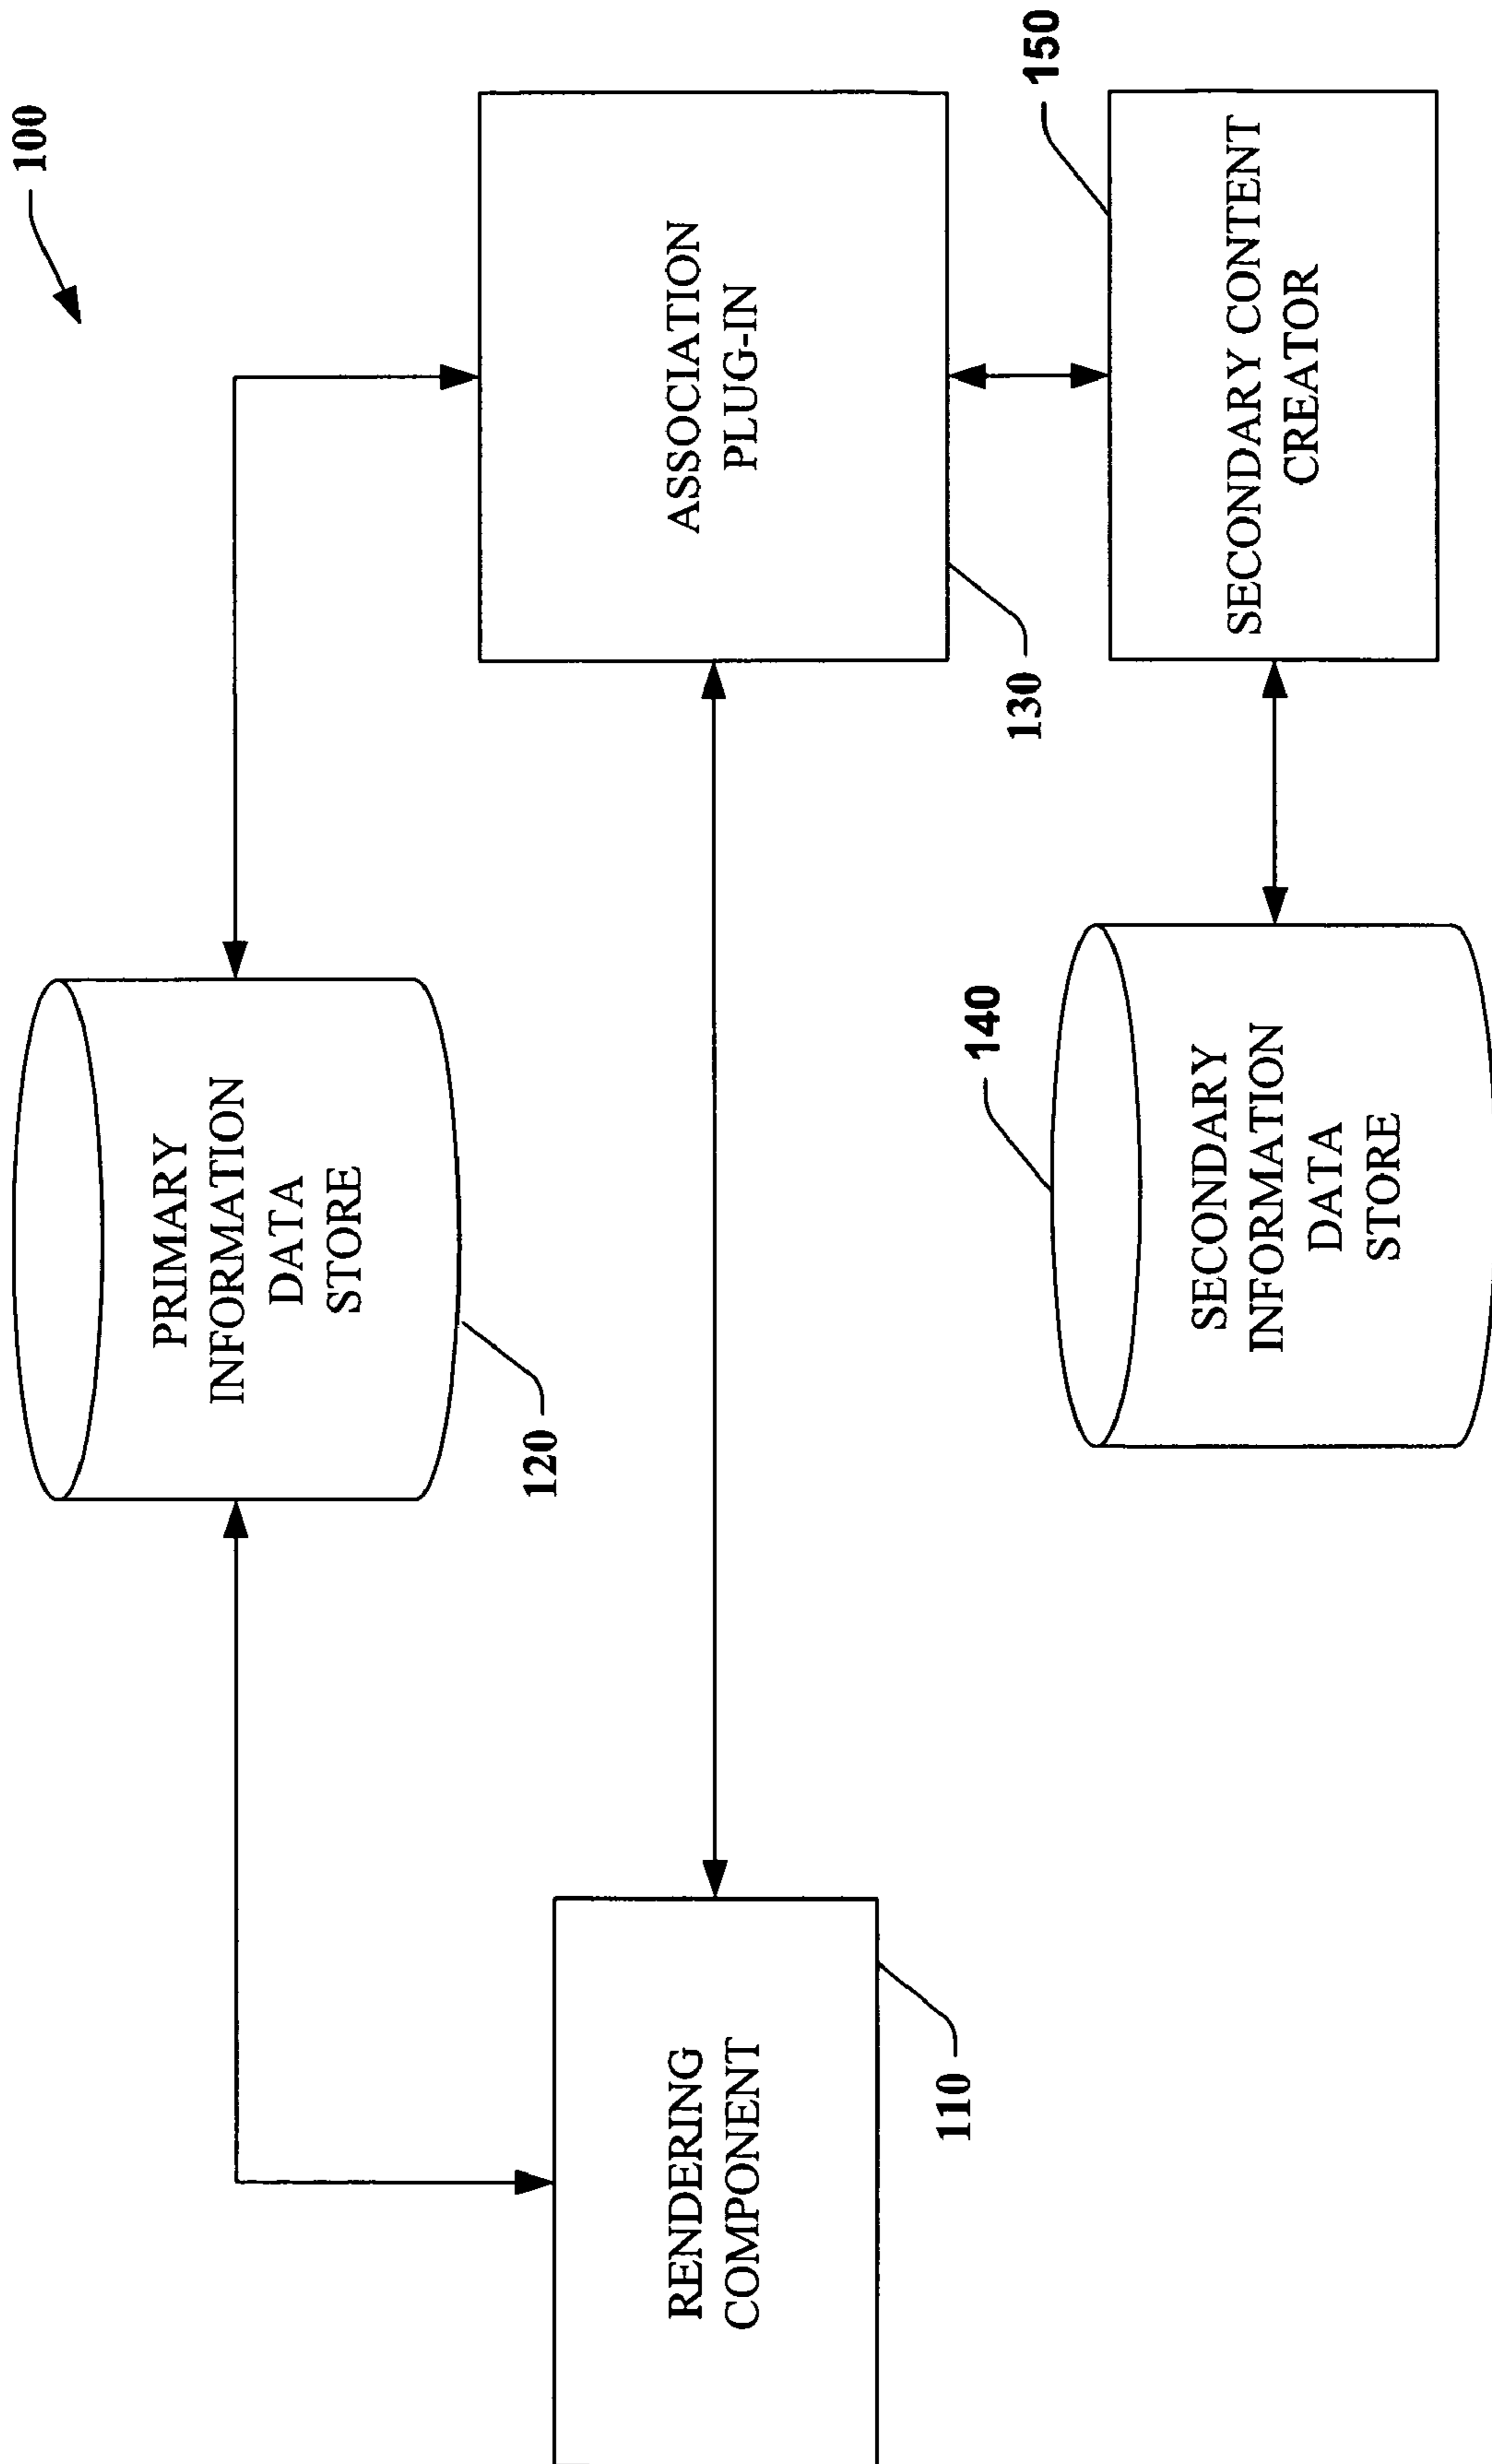 100
PRIMARY
INFORMATION
DATA
STORE
120
RENDERING
COMPONENT
110
ASSOCIATION
PLUG-IN
130
140
SECONDARY
INFORMATION
DATA
STORE
150
SECONDARY CONTENT
CREATOR